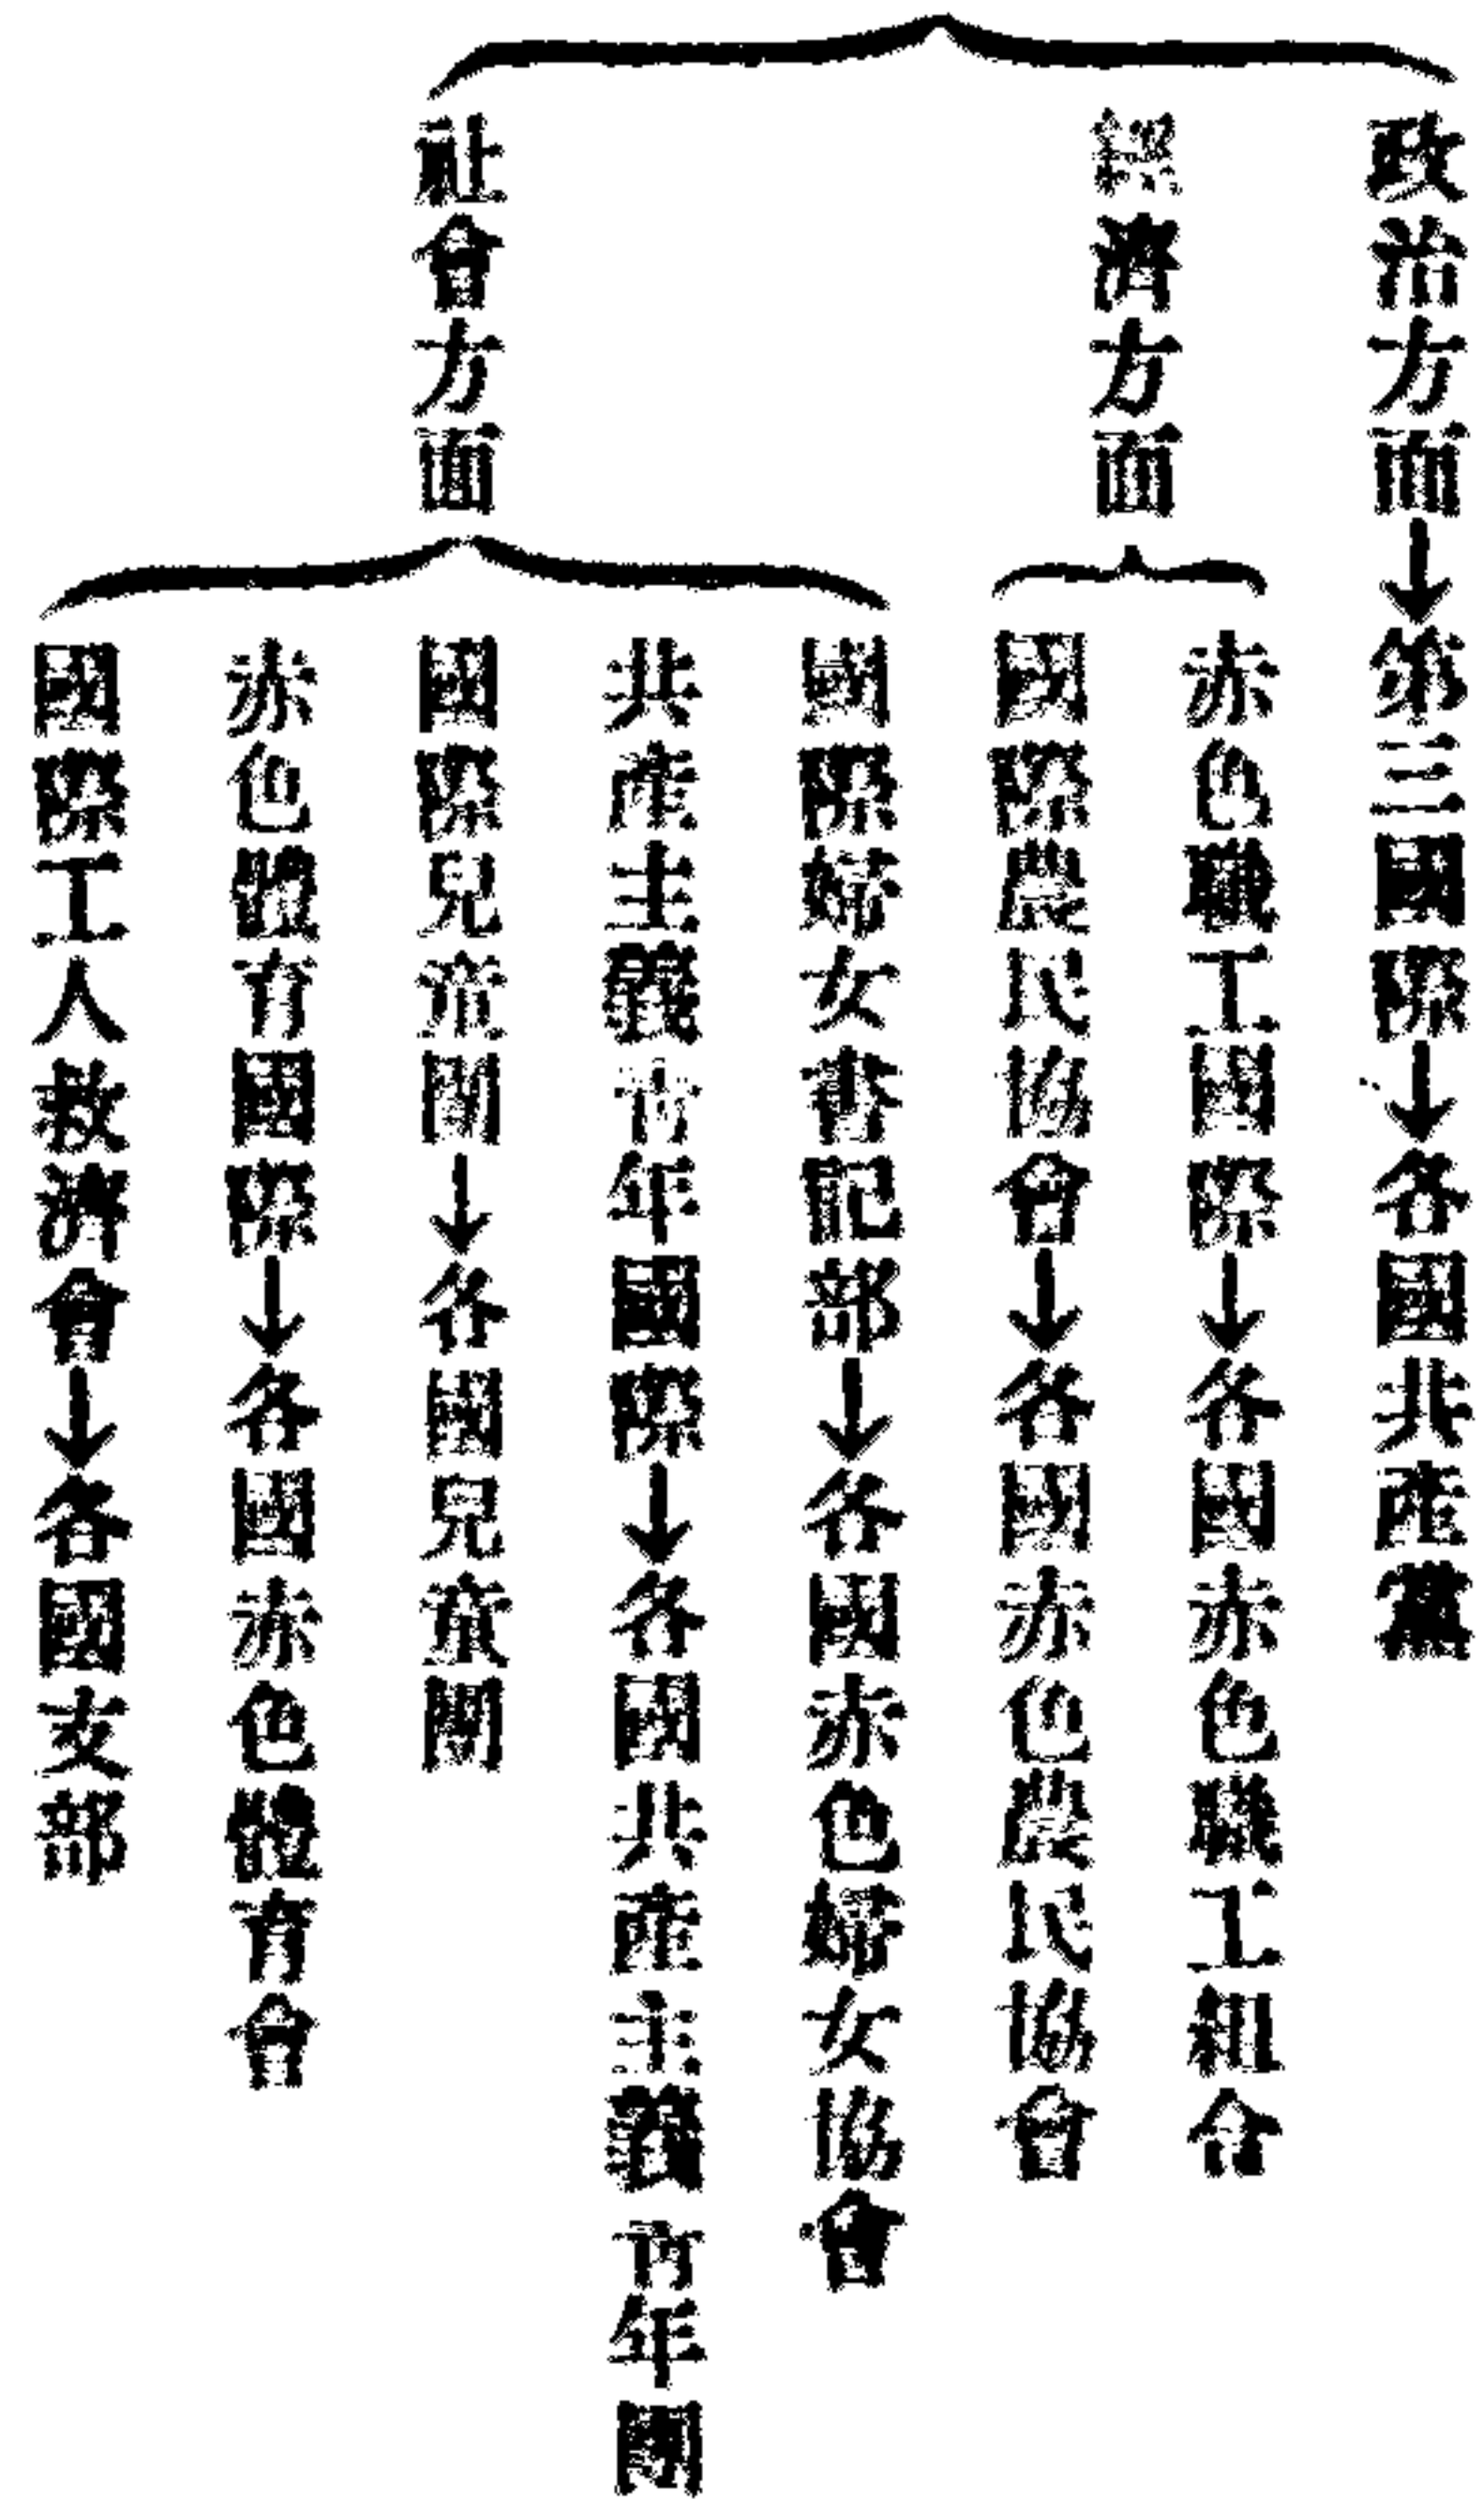 政治方面→第三國際→各國共產黨
經濟方面
赤色職工國際→各國赤色職工組合
國際農民協會→各國赤色農民協會
社會方面
國際婦女書記部→各國赤色婦女協會
共產主義青年國際→各國共產主義青年團
國際兒童團→各國兒童團
赤色體育國際→各國赤色體育會
國際工人救濟會→各國支部